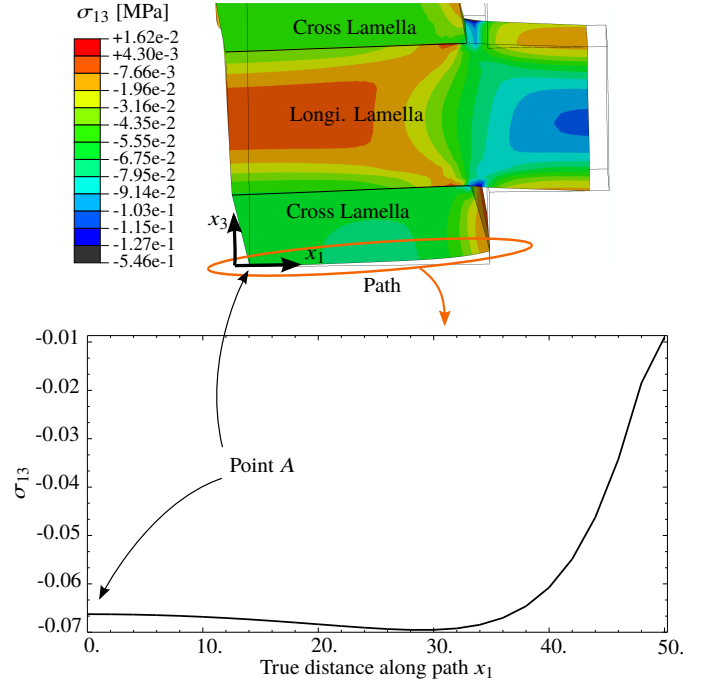 σ13 [MPa]
+1.62e-2
+4.30e-3
-7.66e-3
-1.96e-2
-3.16e-2
-4.35e-2
-5.55e-2
-6.75e-2
-7.94e-2
-9.14e-2
-1.03e-1
-1.15e-1
-1.27e-1
-5.46e-1
Cross Lamella
Longi. Lamella
Cross Lamella
x3
x1
Path
-0.01
-0.02
-0.03
-0.04
-0.05
-0.06
-0.07
σ13
Point A
0.
10.
20.
30.
40.
50.
True distance along path x1